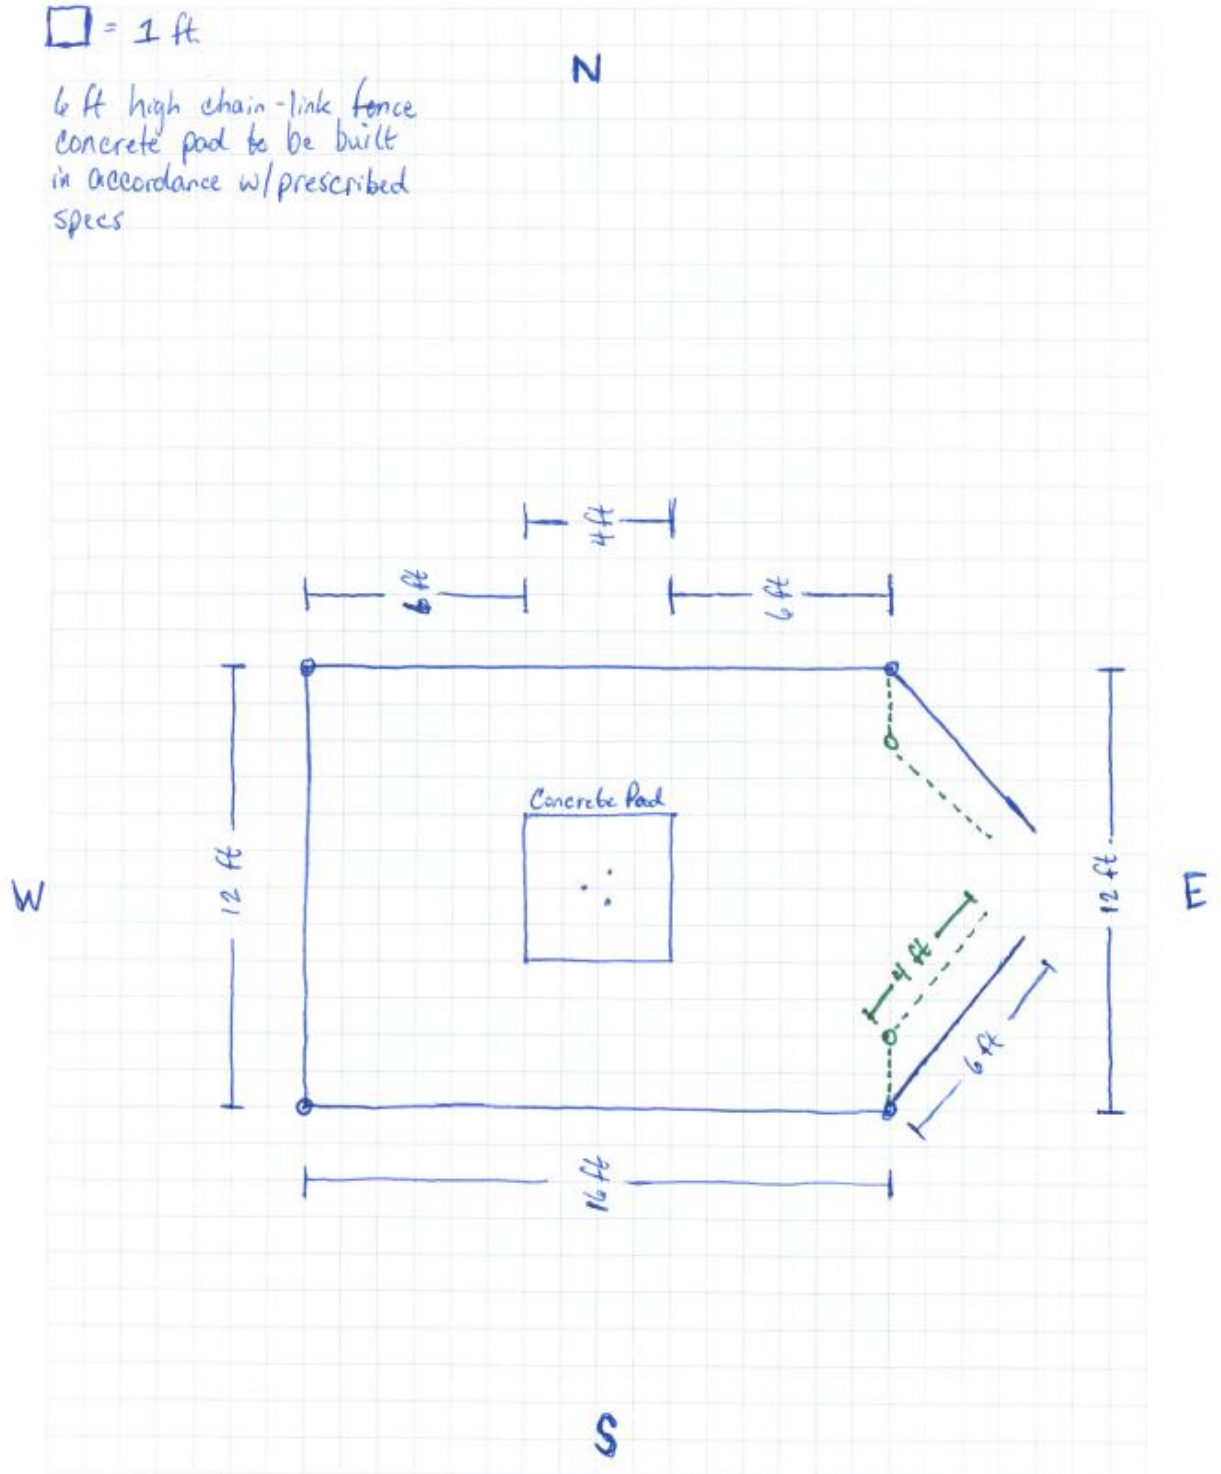 = 1 ft.
N
6 ft high chain-link fence
concrete pad to be built
in accordance w/prescribed
specs
4 ft
6 ft
6 ft
Concrete Pad
12 ft
W
12 ft
E
4 ft
6 ft
16 ft
S